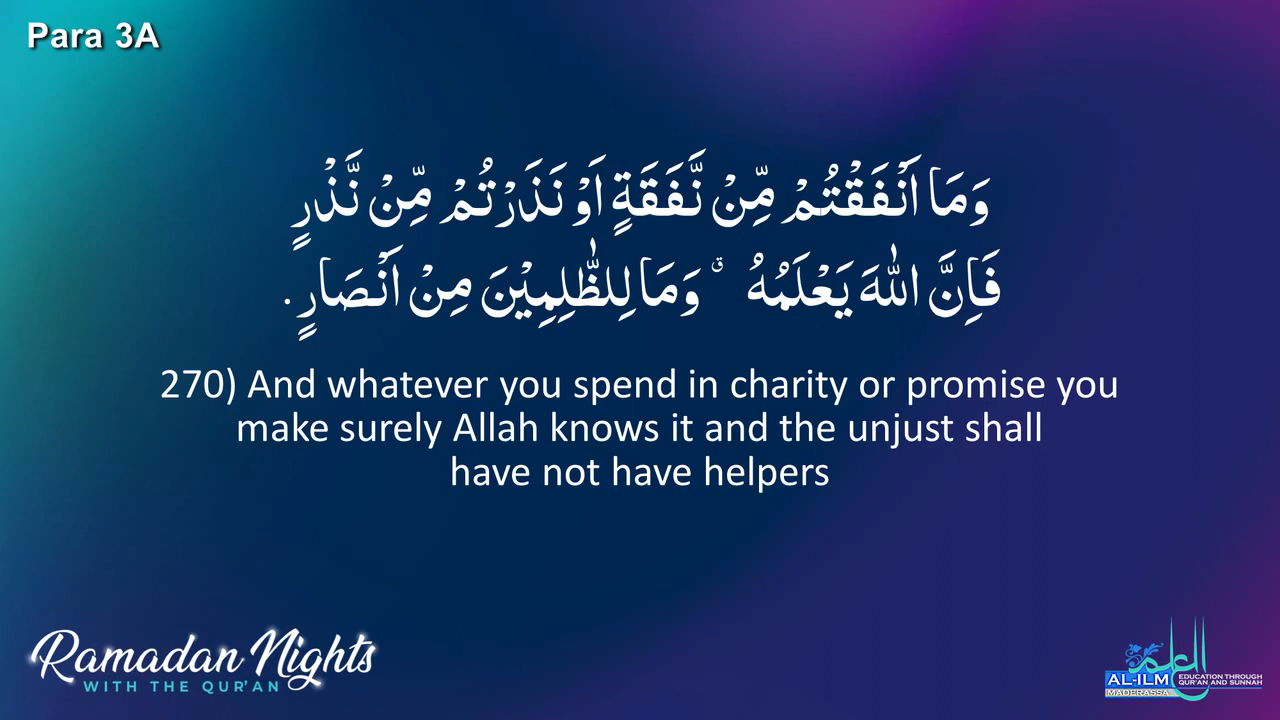 Para 3A
وَمَا اَنْفَقْتُمْ مِّنْ نَّفَقَةٍ اَوْ نَذَرْتُمْ مِّنْ نَّذْرٍ
فَاِنَّ اللّٰهَ يَعْلَمُهُ ۗ وَمَا لِلظّٰلِمِيْنَ مِنْ اَنْصَارٍ.
270) And whatever you spend in charity or promise you
make surely Allah knows it and the unjust shall
have not have helpers
Ramadan Nights
WITH THE QUR'AN
العلم
AL-ILM
MADERASSA
EDUCATION THROUGH
QUR'AN AND SUNNAH